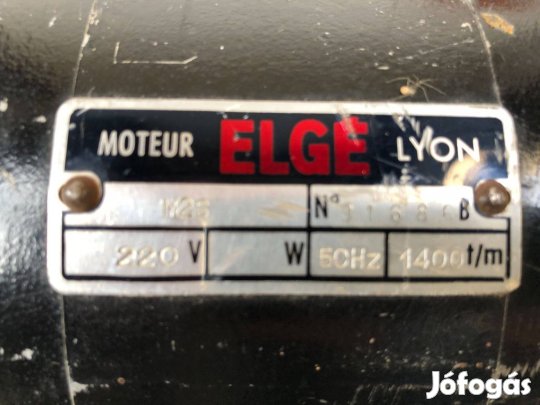 MOTEUR ELGÉ LYON
N° B
220 V W 50Hz 1400 t/m
Jófogás